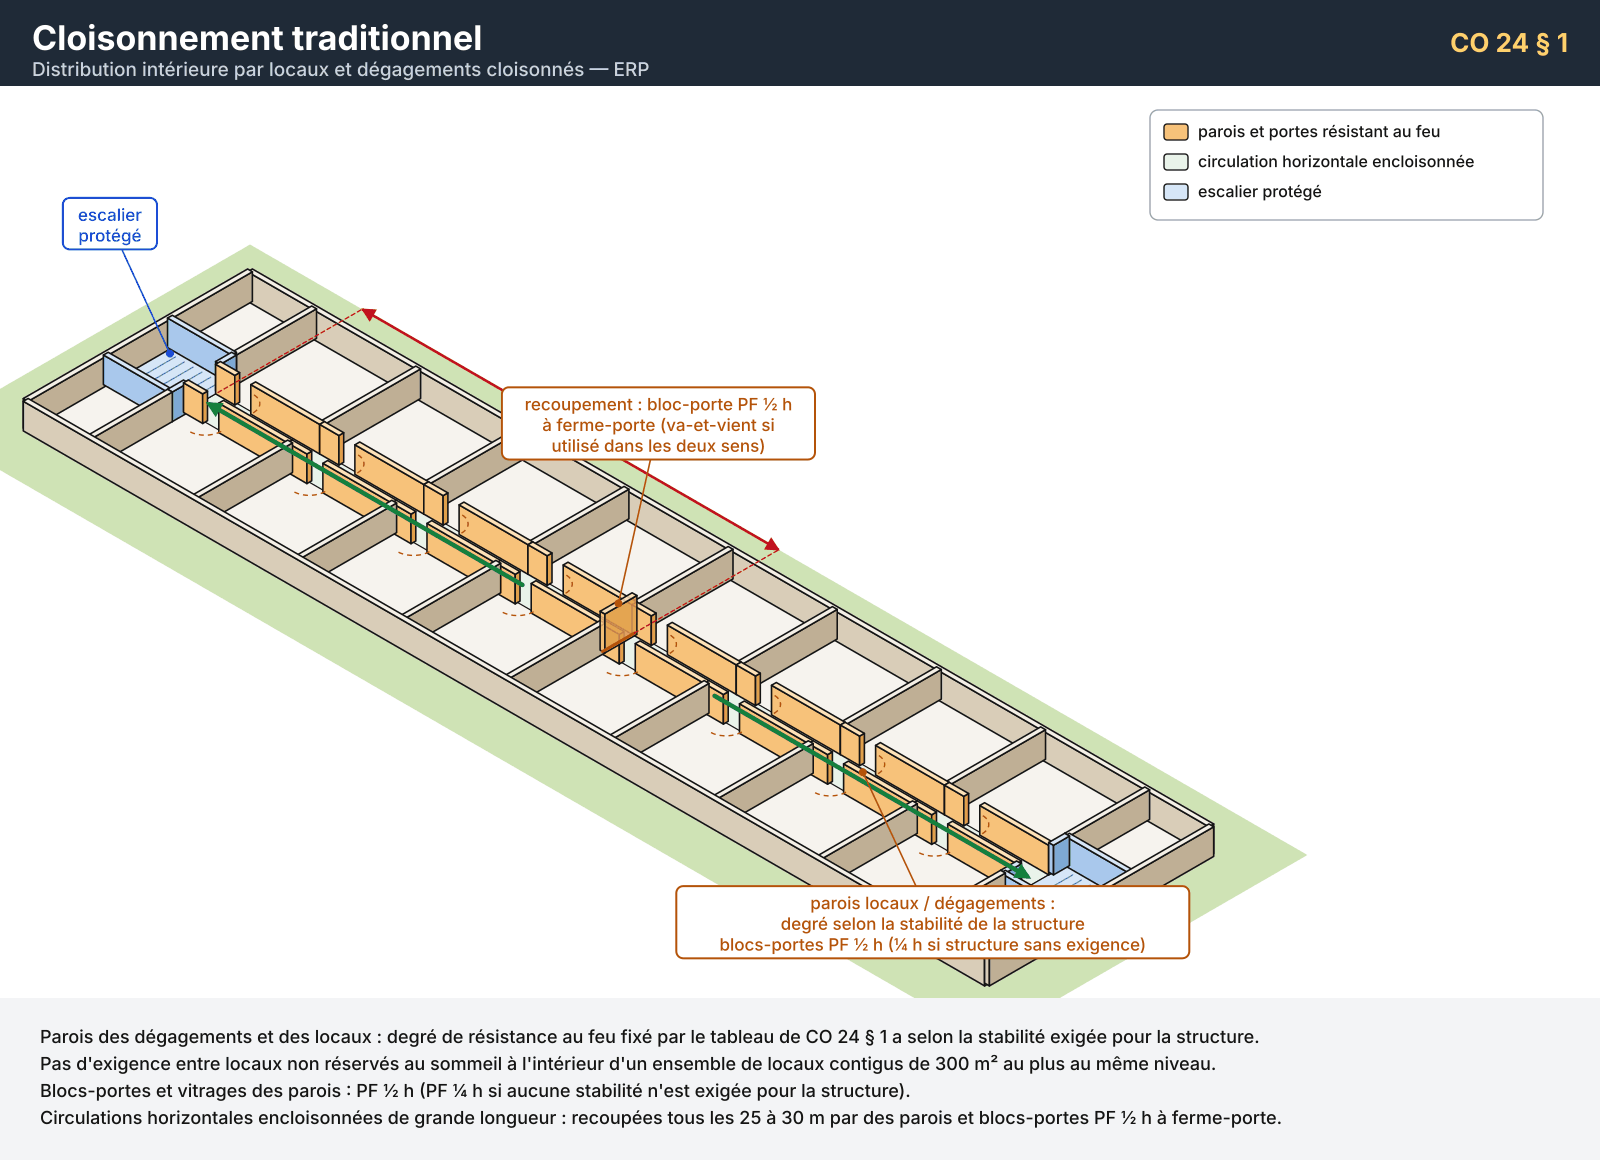 Cloisonnement traditionnel
CO 24 § 1
Distribution intérieure par locaux et dégagements cloisonnés — ERP
parois et portes résistant au feu
circulation horizontale encloisonnée
escalier protégé
escalier
protégé
recoupement : bloc-porte PF ½ h
à ferme-porte (va-et-vient si
utilisé dans les deux sens)
parois locaux / dégagements :
degré selon la stabilité de la structure
blocs-portes PF ½ h (¼ h si structure sans exigence)
Parois des dégagements et des locaux : degré de résistance au feu fixé par le tableau de CO 24 § 1 a selon la stabilité exigée pour la structure.
Pas d'exigence entre locaux non réservés au sommeil à l'intérieur d'un ensemble de locaux contigus de 300 m² au plus au même niveau.
Blocs-portes et vitrages des parois : PF ½ h (PF ¼ h si aucune stabilité n'est exigée pour la structure).
Circulations horizontales encloisonnées de grande longueur : recoupées tous les 25 à 30 m par des parois et blocs-portes PF ½ h à ferme-porte.